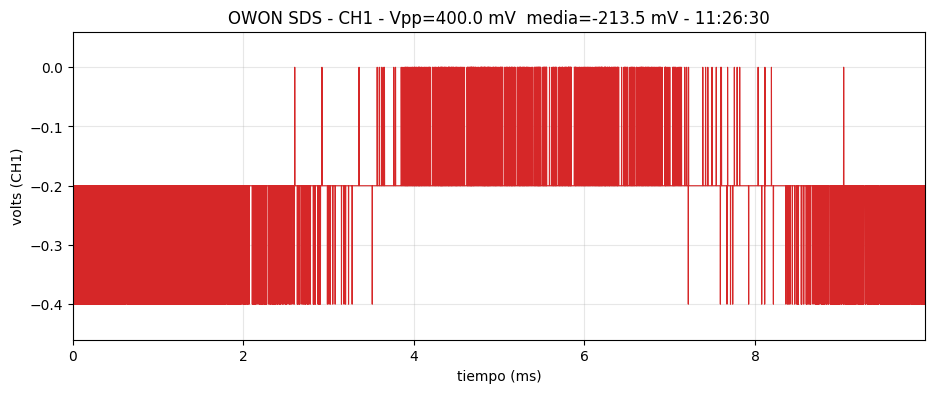 OWON SDS - CH1 - Vpp=400.0 mV  media=-213.5 mV - 11:26:30
0.0
−0.1
−0.2
−0.3
−0.4
volts (CH1)
0 2 4 6 8
tiempo (ms)